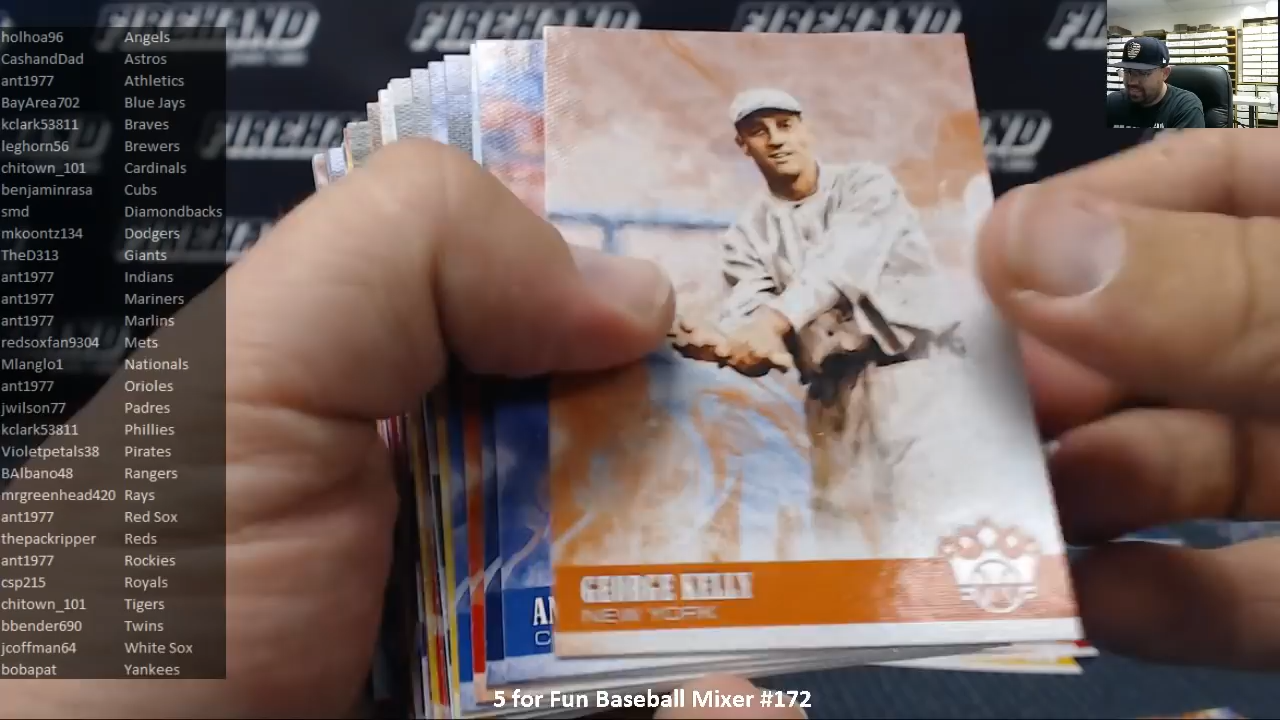 FIREHAND FIREHAND FIREHAND
holhoa96 Angels
CashandDad Astros
ant1977 Athletics
BayArea702 Blue Jays
kclark53811 Braves
leghorn56 Brewers
chitown_101 Cardinals
benjaminrasa Cubs
smd Diamondbacks
mkoontz134 Dodgers
TheD313 Giants
ant1977 Indians
ant1977 Mariners
ant1977 Marlins
redsoxfan9304 Mets
Mlanglo1 Nationals
ant1977 Orioles
jwilson77 Padres
kclark53811 Phillies
Violetpetals38 Pirates
BAlbano48 Rangers
mrgreenhead420 Rays
ant1977 Red Sox
thepackripper Reds
ant1977 Rockies
csp215 Royals
chitown_101 Tigers
bbender690 Twins
jcoffman64 White Sox
bobapat Yankees
GEORGE KELLY
NEW YORK
5 for Fun Baseball Mixer #172